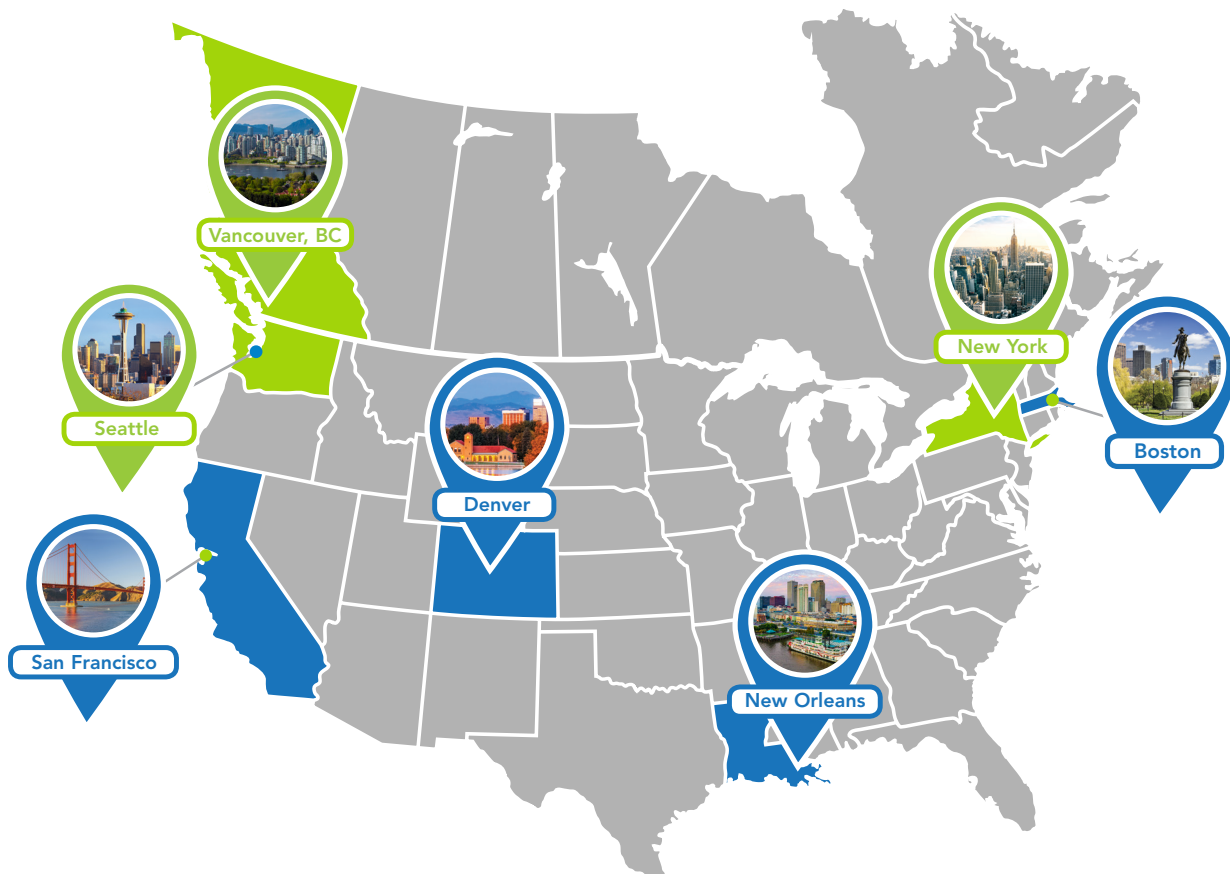 Vancouver, BC
New York
Seattle
Boston
Denver
San Francisco
New Orleans